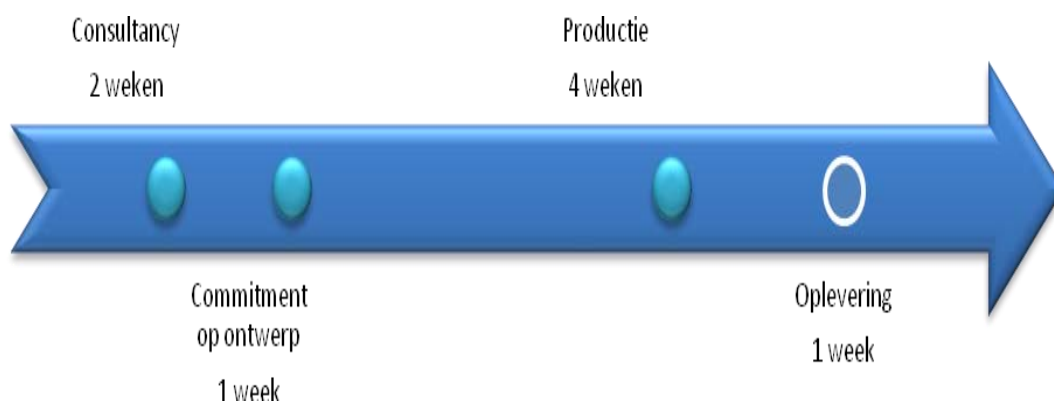 Consultancy
2 weken
Productie
4 weken
Commitment
op ontwerp
1 week
Oplevering
1 week